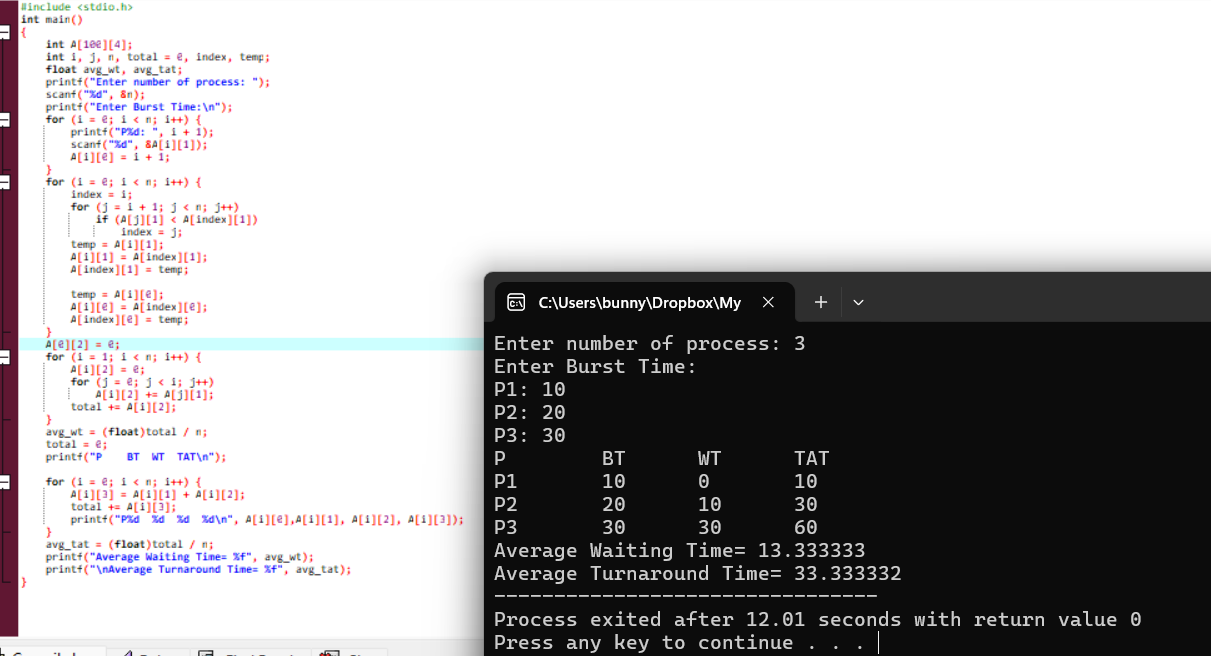 #include <stdio.h>
int main()
{
    int A[100][4];
    int i, j, n, total = 0, index, temp;
    float avg_wt, avg_tat;
    printf("Enter number of process: ");
    scanf("%d", &n);
    printf("Enter Burst Time:\n");
    for (i = 0; i < n; i++) {
        printf("P%d: ", i + 1);
        scanf("%d", &A[i][1]);
        A[i][0] = i + 1;
    }
    for (i = 0; i < n; i++) {
        index = i;
        for (j = i + 1; j < n; j++)
            if (A[j][1] < A[index][1])
                index = j;
        temp = A[i][1];
        A[i][1] = A[index][1];
        A[index][1] = temp;

        temp = A[i][0];
        A[i][0] = A[index][0];
        A[index][0] = temp;
    }
    A[0][2] = 0;
    for (i = 1; i < n; i++) {
        A[i][2] = 0;
        for (j = 0; j < i; j++)
            A[i][2] += A[j][1];
        total += A[i][2];
    }
    avg_wt = (float)total / n;
    total = 0;
    printf("P    BT  WT  TAT\n");

    for (i = 0; i < n; i++) {
        A[i][3] = A[i][1] + A[i][2];
        total += A[i][3];
        printf("P%d  %d  %d  %d\n", A[i][0],A[i][1], A[i][2], A[i][3]);
    }
    avg_tat = (float)total / n;
    printf("Average Waiting Time= %f", avg_wt);
    printf("\nAverage Turnaround Time= %f", avg_tat);
}
C:\Users\bunny\Dropbox\My
Enter number of process: 3
Enter Burst Time:
P1: 10
P2: 20
P3: 30
P        BT      WT      TAT
P1       10      0       10
P2       20      10      30
P3       30      30      60
Average Waiting Time= 13.333333
Average Turnaround Time= 33.333332
--------------------------------
Process exited after 12.01 seconds with return value 0
Press any key to continue . . .